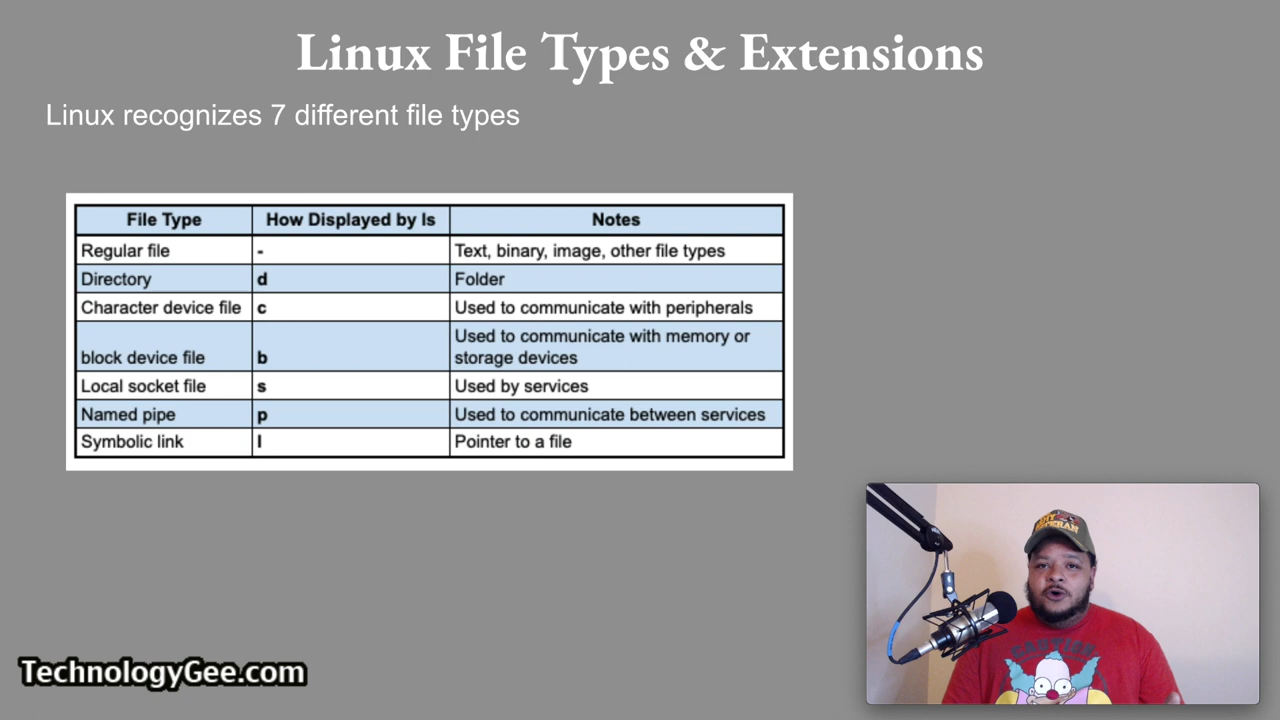 Linux File Types & Extensions
Linux recognizes 7 different file types
File Type How Displayed by ls Notes
Regular file - Text, binary, image, other file types
Directory d Folder
Character device file c Used to communicate with peripherals
block device file b Used to communicate with memory or
storage devices
Local socket file s Used by services
Named pipe p Used to communicate between services
Symbolic link l Pointer to a file
TechnologyGee.com
VETERAN
CAUTION